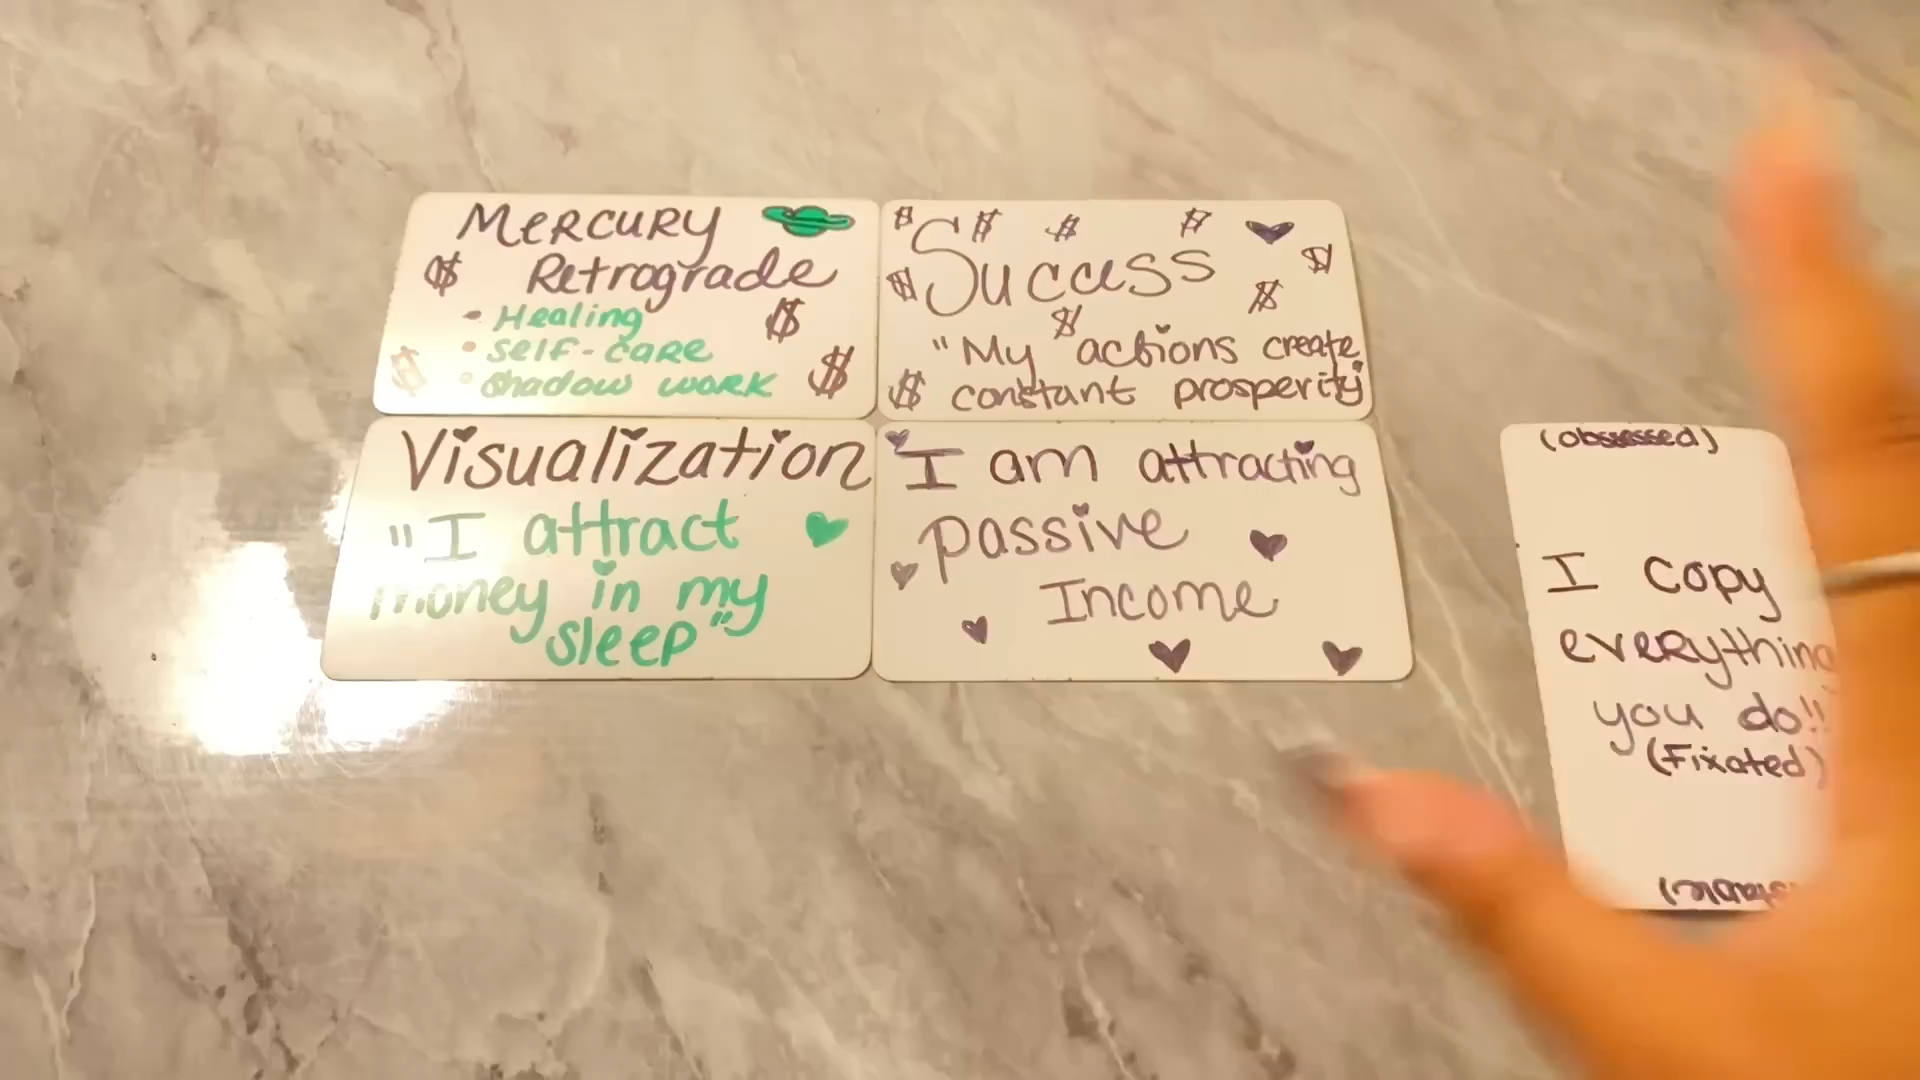 Mercury
Retrograde
• Healing
• self-care
• shadow work
Success
"My actions create
constant prosperity
Visualization
"I attract
money in my
sleep"
I am attracting
passive
Income
(obssessed)
I copy
everything
you do!!
(Fixated)